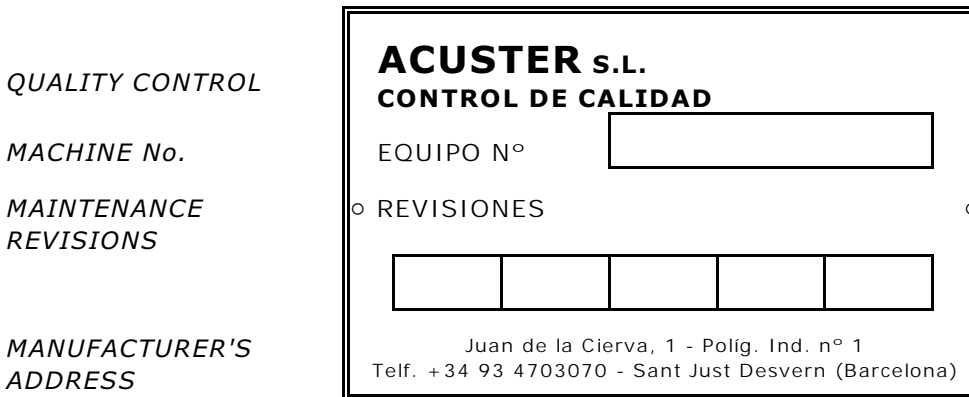 QUALITY CONTROL
MACHINE No.
MAINTENANCE
REVISIONS
MANUFACTURER'S
ADDRESS
ACUSTER S.L.
CONTROL DE CALIDAD
EQUIPO Nº
REVISIONES
Juan de la Cierva, 1 - Políg. Ind. nº 1
Telf. +34 93 4703070 - Sant Just Desvern (Barcelona)